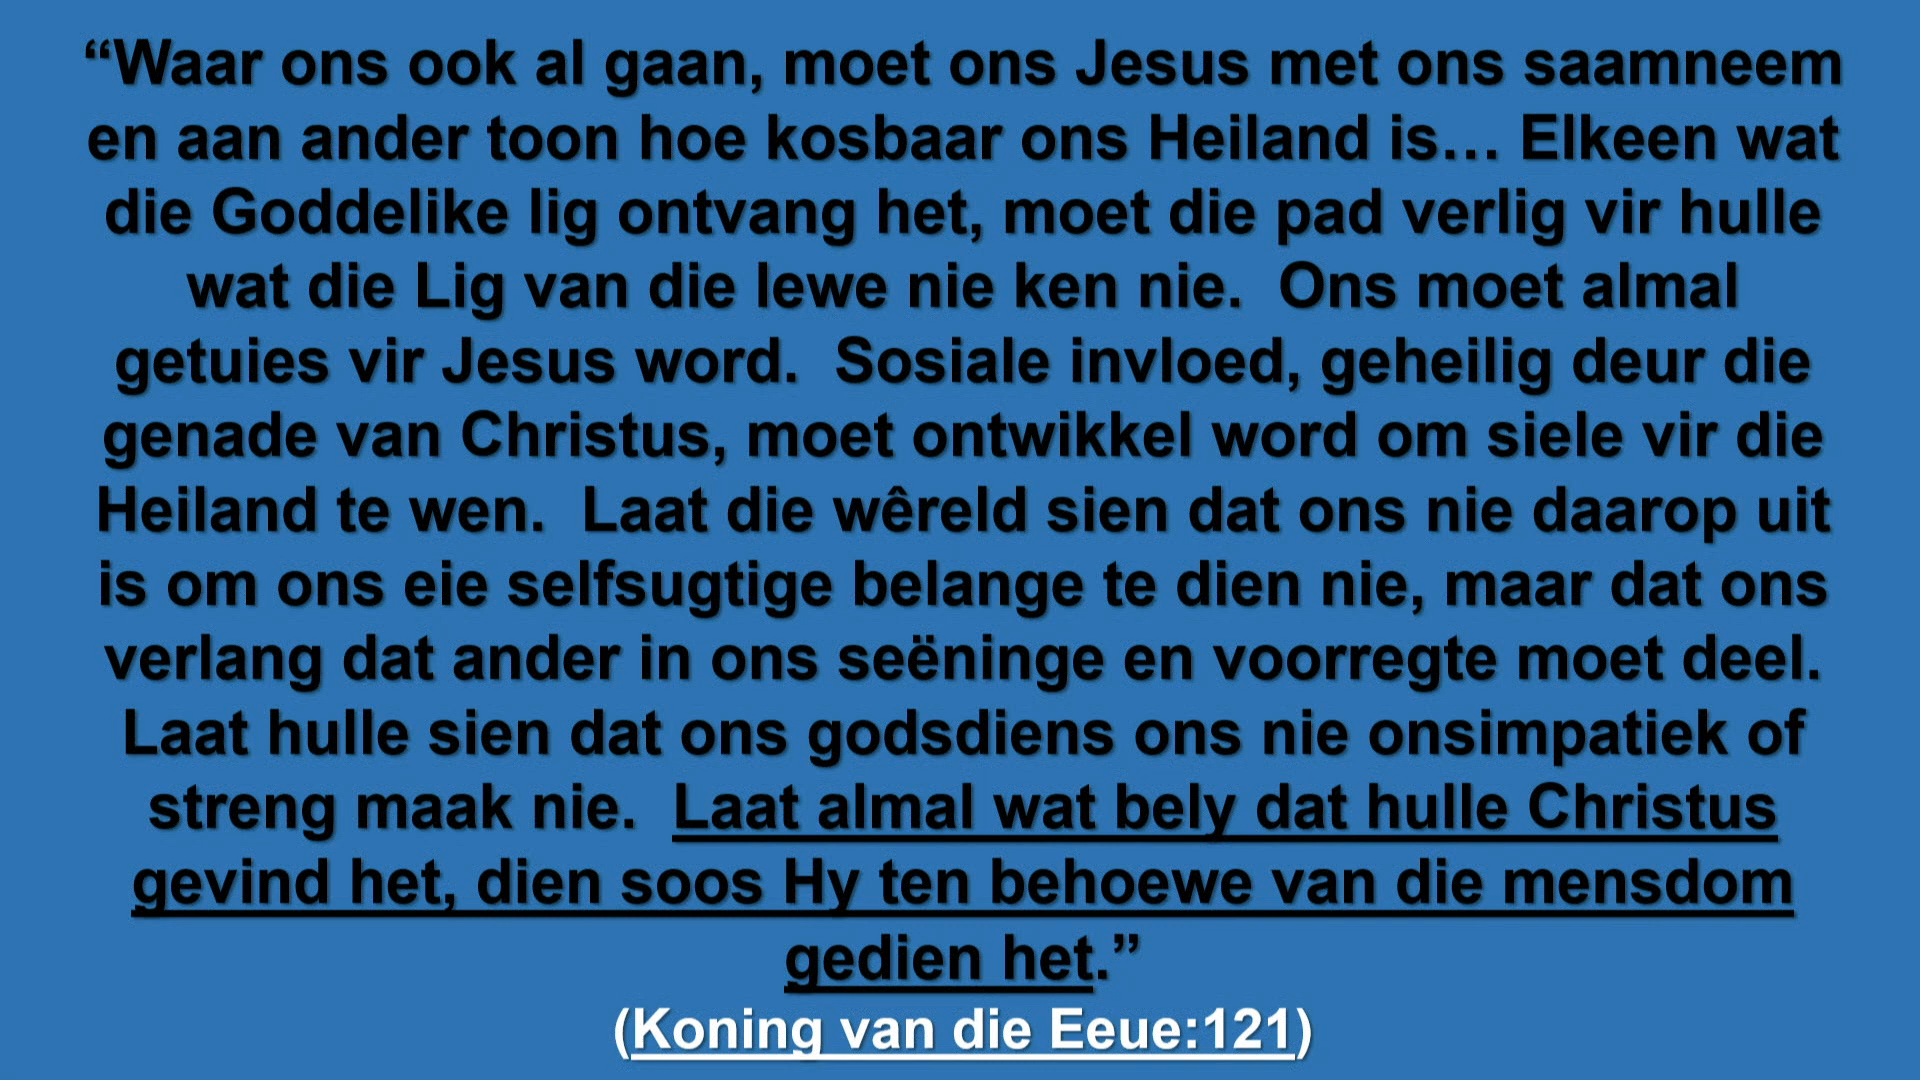 “Waar ons ook al gaan, moet ons Jesus met ons saamneem
en aan ander toon hoe kosbaar ons Heiland is… Elkeen wat
die Goddelike lig ontvang het, moet die pad verlig vir hulle
wat die Lig van die lewe nie ken nie.  Ons moet almal
getuies vir Jesus word.  Sosiale invloed, geheilig deur die
genade van Christus, moet ontwikkel word om siele vir die
Heiland te wen.  Laat die wêreld sien dat ons nie daarop uit
is om ons eie selfsugtige belange te dien nie, maar dat ons
verlang dat ander in ons seëninge en voorregte moet deel.
Laat hulle sien dat ons godsdiens ons nie onsimpatiek of
streng maak nie.  Laat almal wat bely dat hulle Christus
gevind het, dien soos Hy ten behoewe van die mensdom
gedien het.”
(Koning van die Eeue:121)